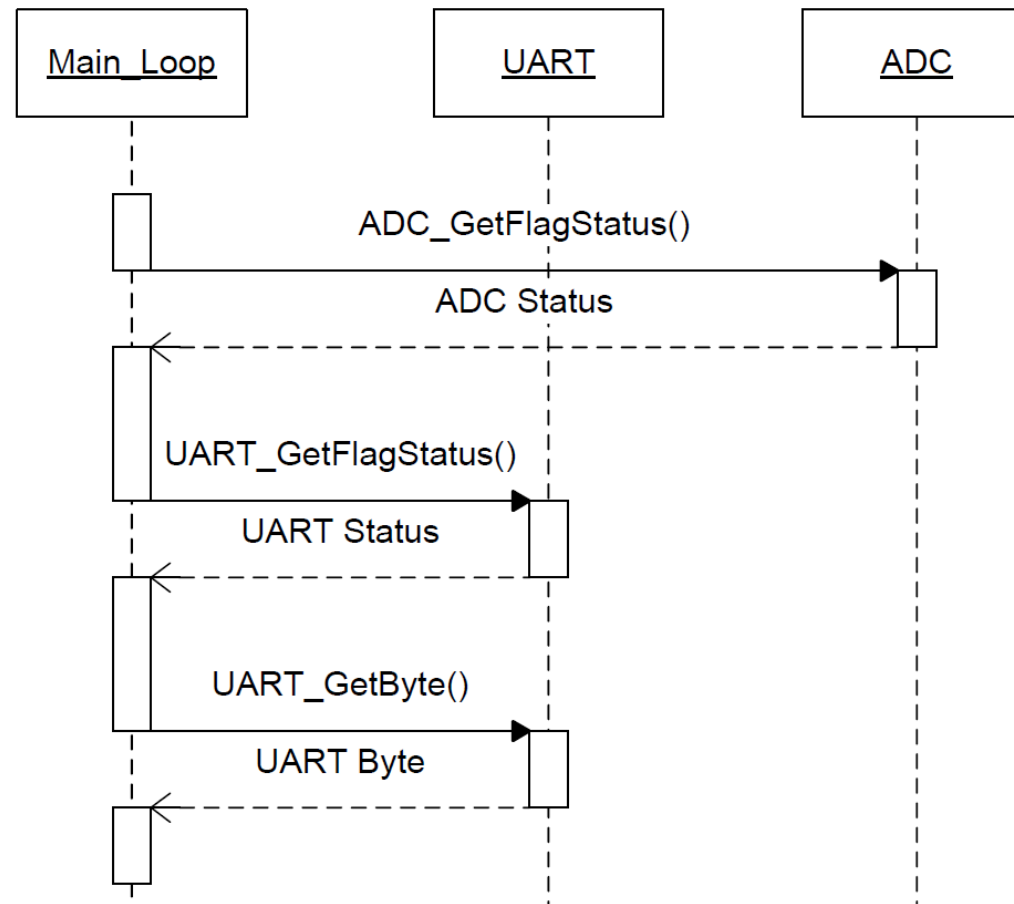 Main_Loop
UART
ADC
ADC_GetFlagStatus()
ADC Status
UART_GetFlagStatus()
UART Status
UART_GetByte()
UART Byte